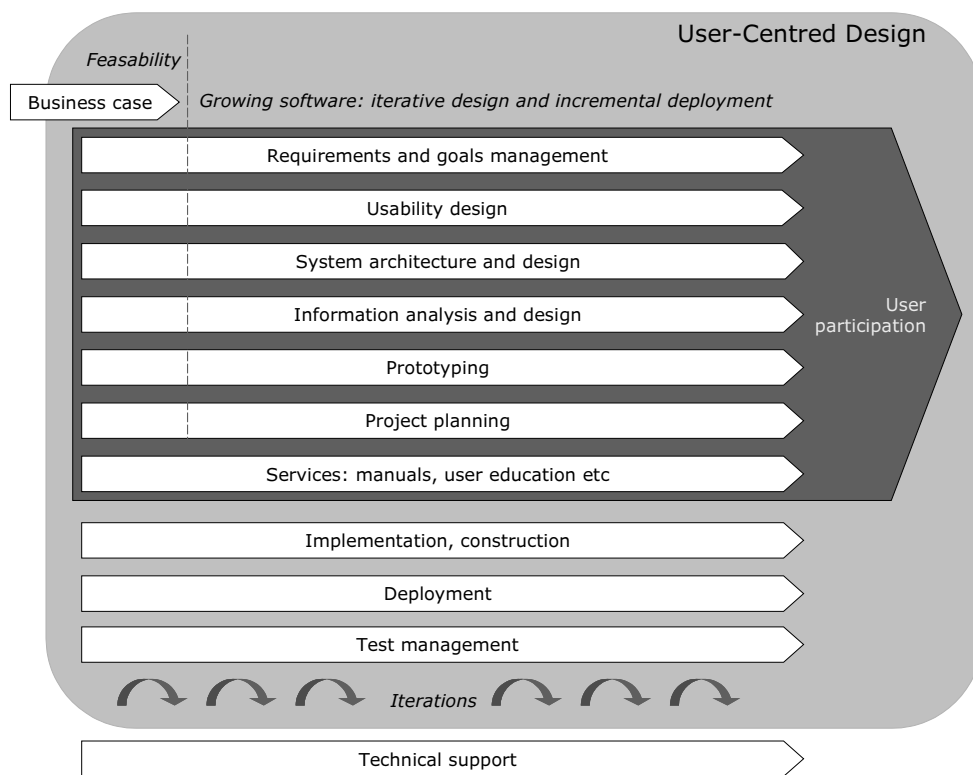 User-Centred Design
Feasability
Business case
Growing software: iterative design and incremental deployment
Requirements and goals management
Usability design
System architecture and design
Information analysis and design
User
participation
Prototyping
Project planning
Services: manuals, user education etc
Implementation, construction
Deployment
Test management
Iterations
Technical support